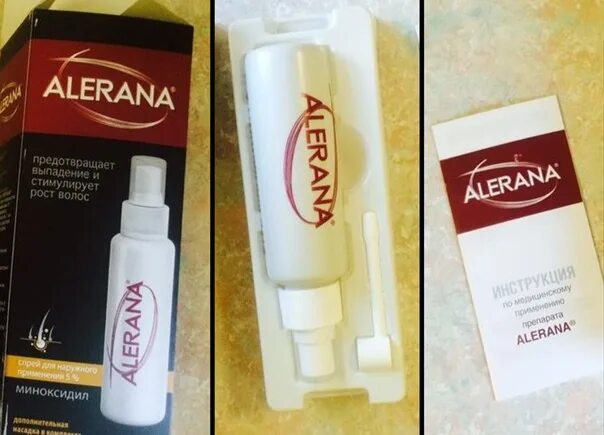 ALERANA®
предотвращает
выпадение и
стимулирует
рост волос
ALERANA
спрей для наружного
применения 5 %
МИНОКСИДИЛ
дополнительная
насадка в комплекте
ALERANA®
ALERANA®
ИНСТРУКЦИЯ
по медицинскому
применению
препарата
ALERANA®